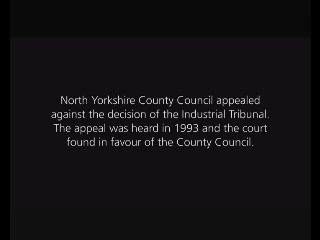 North Yorkshire County Council appealed
against the decision of the Industrial Tribunal.
The appeal was heard in 1993 and the court
found in favour of the County Council.